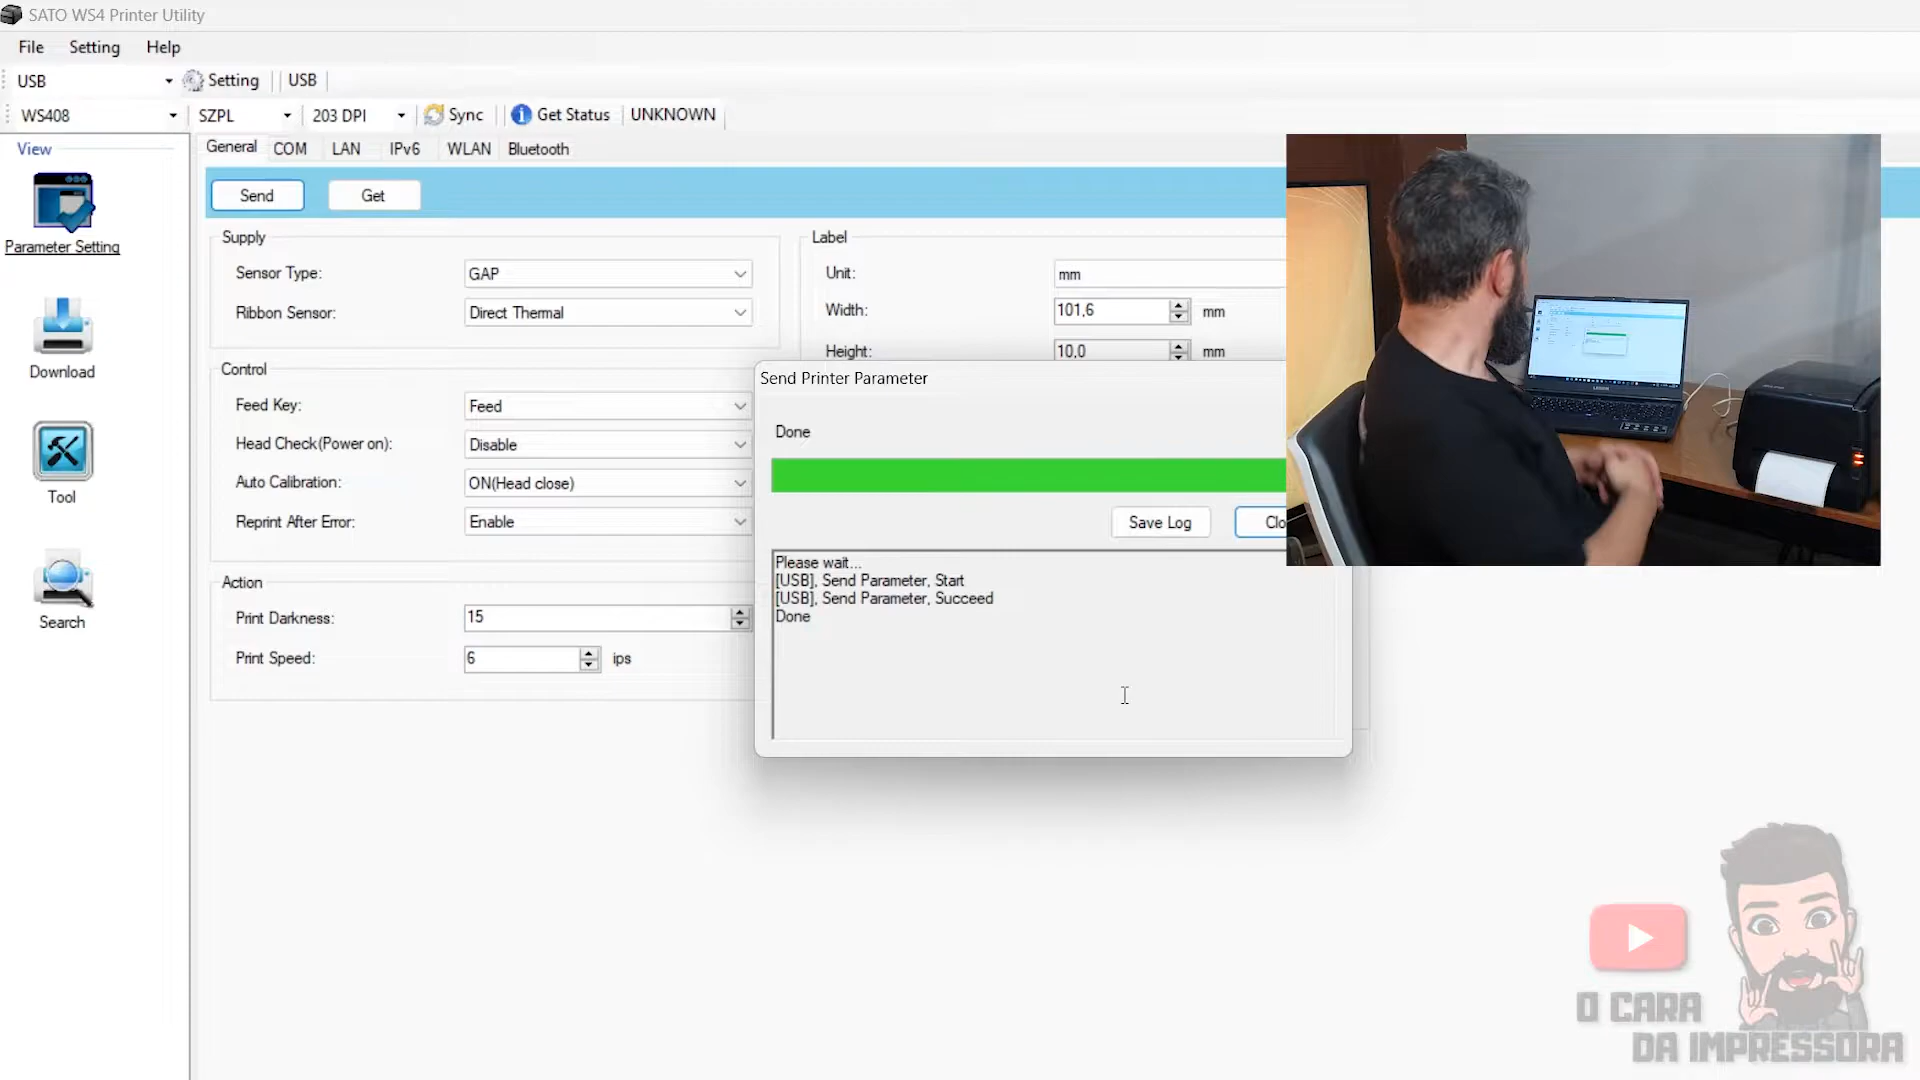 SATO WS4 Printer Utility
File Setting Help
USB Setting USB
WS408 SZPL 203 DPI Sync Get Status UNKNOWN
View
General COM LAN IPv6 WLAN Bluetooth
Send Get
Parameter Setting
Download
Tool
Search
Supply
Sensor Type: GAP
Ribbon Sensor: Direct Thermal
Label
Unit: mm
Width: 101,6 mm
Height: 10,0 mm
Control
Feed Key: Feed
Head Check(Power on): Disable
Auto Calibration: ON(Head close)
Reprint After Error: Enable
Action
Print Darkness: 15
Print Speed: 6 ips
Send Printer Parameter
Done
Save Log Clo
Please wait...
[USB], Send Parameter, Start
[USB], Send Parameter, Succeed
Done
O CARA
DA IMPRESSORA